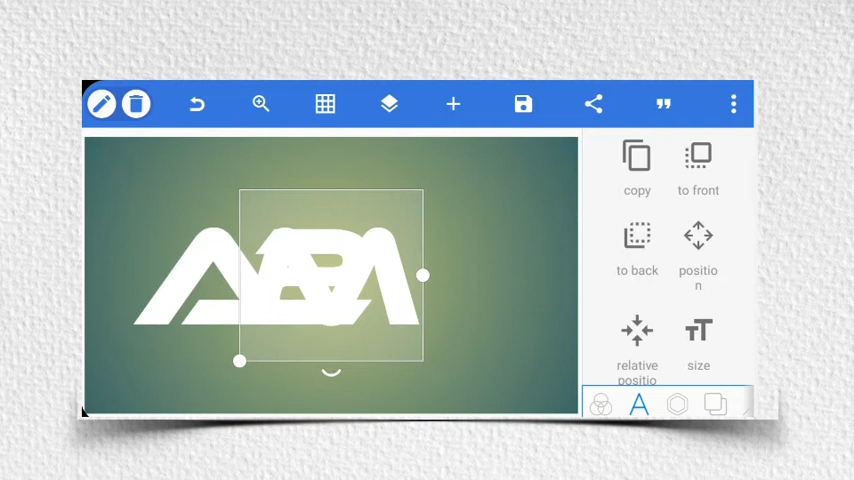 copy
to front
to back
positio
n
relative
positio
size
A